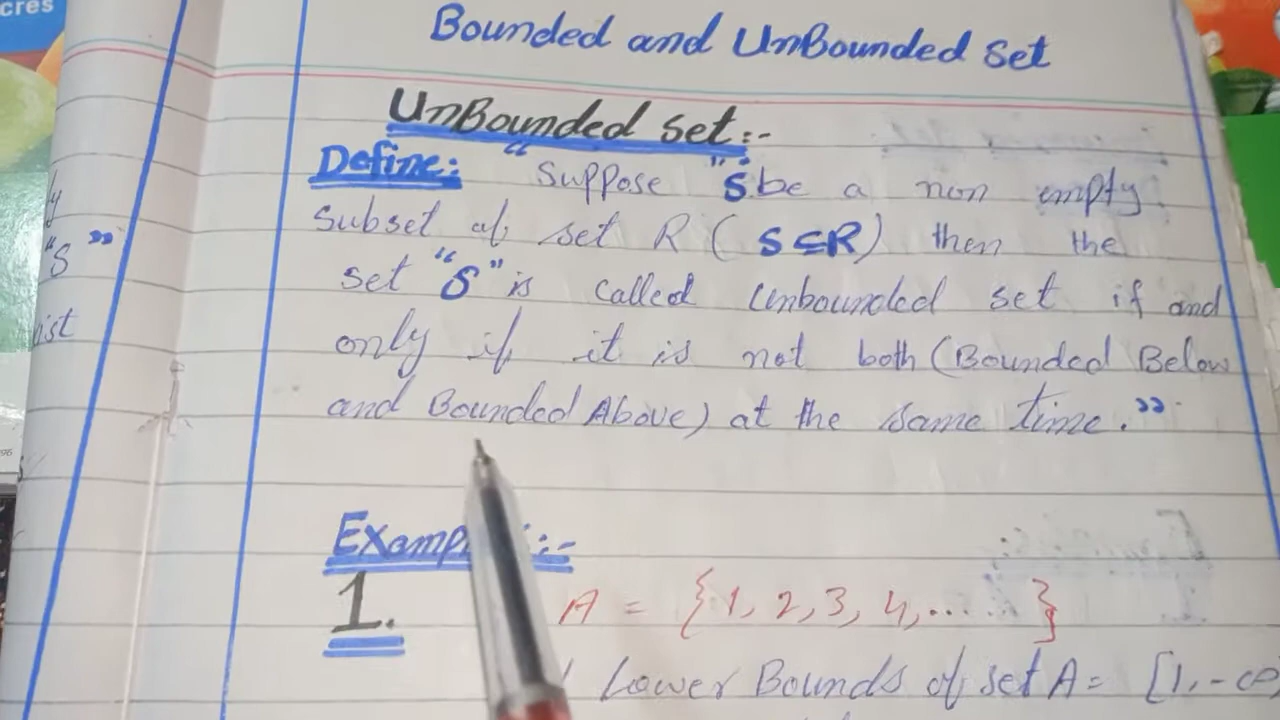 cres
Bounded and UnBounded Set
UnBounded Set:-
Define: "Suppose "S" be a non empty
subset of set R ( S⊆R) then the
set "S" is called unbounded set if and
only if it is not both (Bounded Below
and Bounded Above) at the same time."
Examp :-
1. A = {1, 2, 3, 4, ..... }
Lower Bounds of set A = [1, -∞
"S"